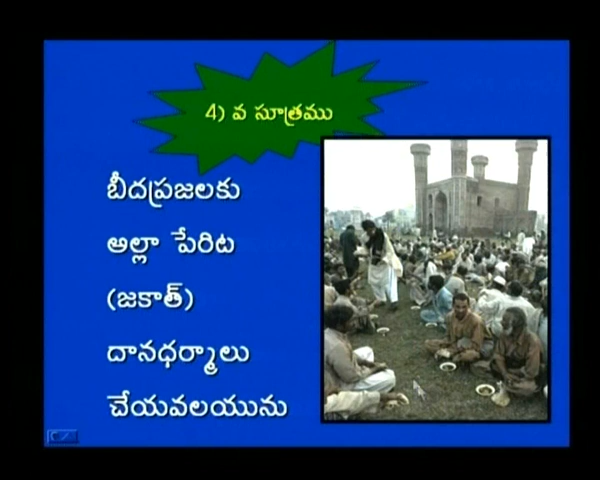 4) వ సూత్రము
బీదప్రజలకు
అల్లా పేరిట
(జకాత్)
దానధర్మాలు
చేయవలయును